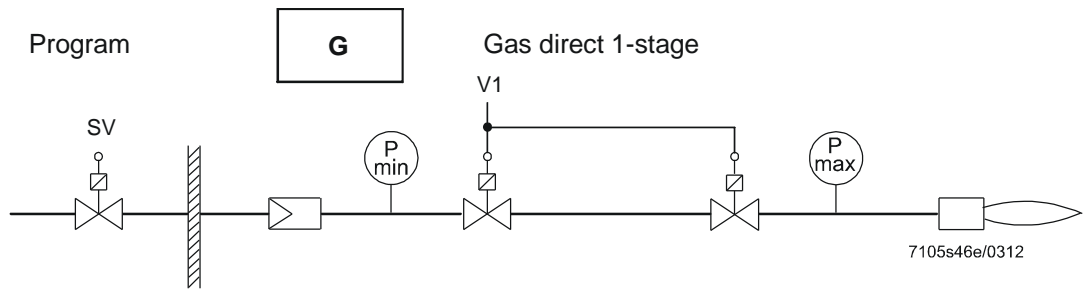 Program G Gas direct 1-stage
V1
SV
P min
P max
7105s46e/0312